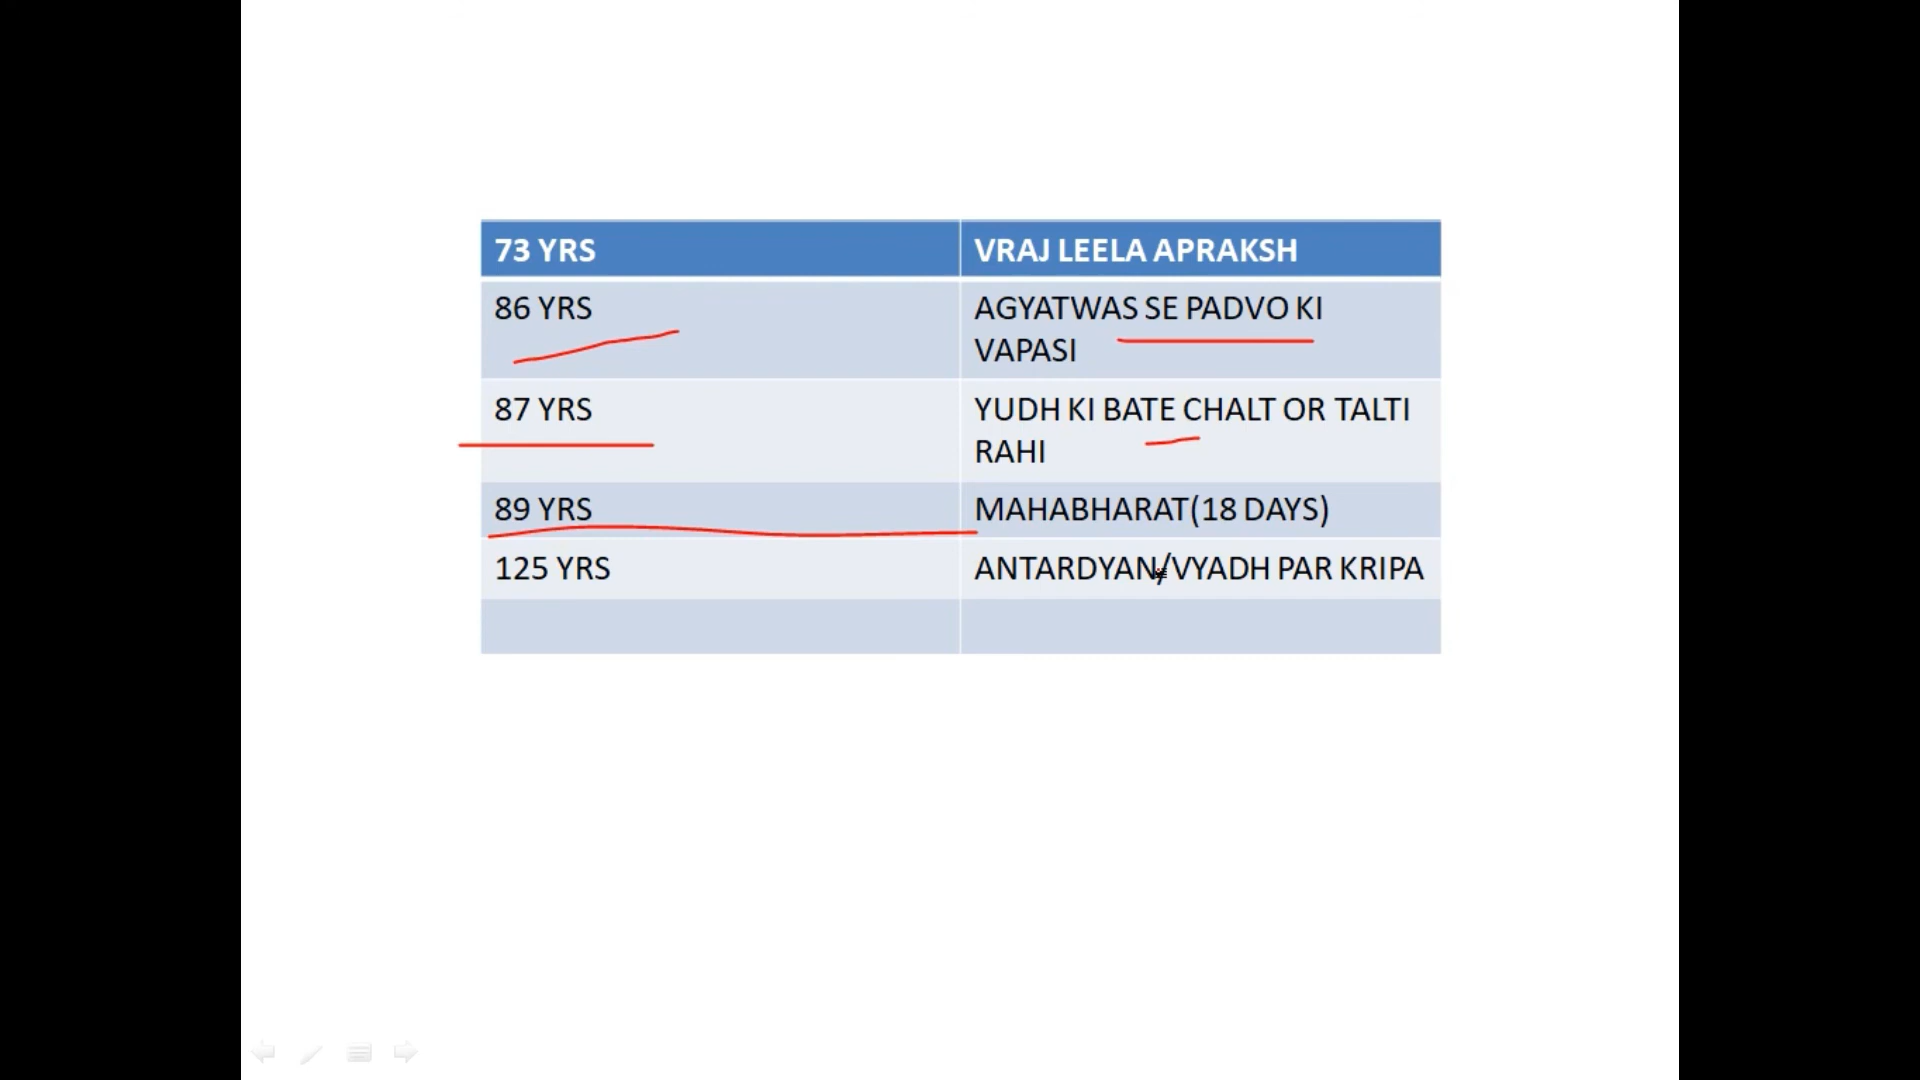 73 YRS
VRAJ LEELA APRAKSH
86 YRS
AGYATWAS SE PADVO KI
VAPASI
87 YRS
YUDH KI BATE CHALT OR TALTI
RAHI
89 YRS
MAHABHARAT(18 DAYS)
125 YRS
ANTARDYAN/VYADH PAR KRIPA